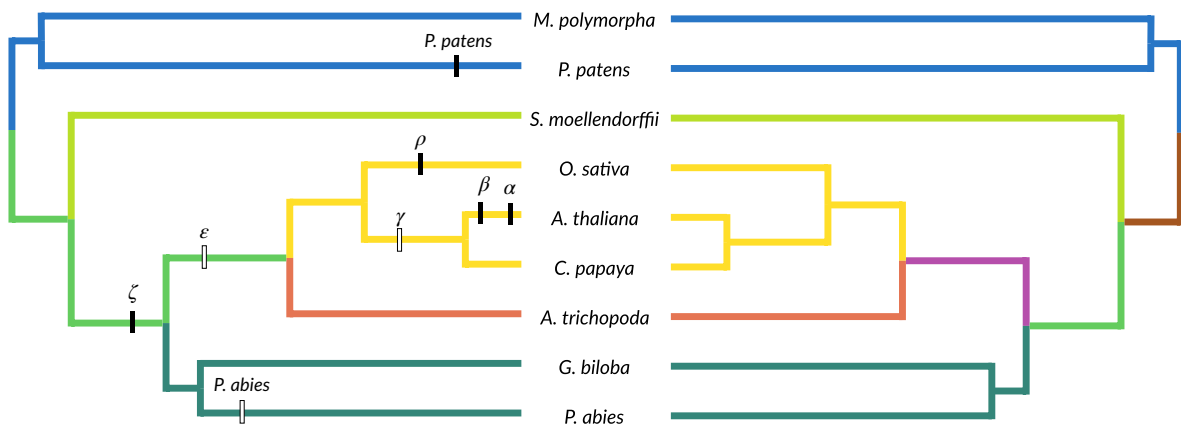 M. polymorpha
P. patens
P. patens
S. moellendorffii
ρ
O. sativa
β α
A. thaliana
γ
ε
C. papaya
ζ
A. trichopoda
G. biloba
P. abies
P. abies